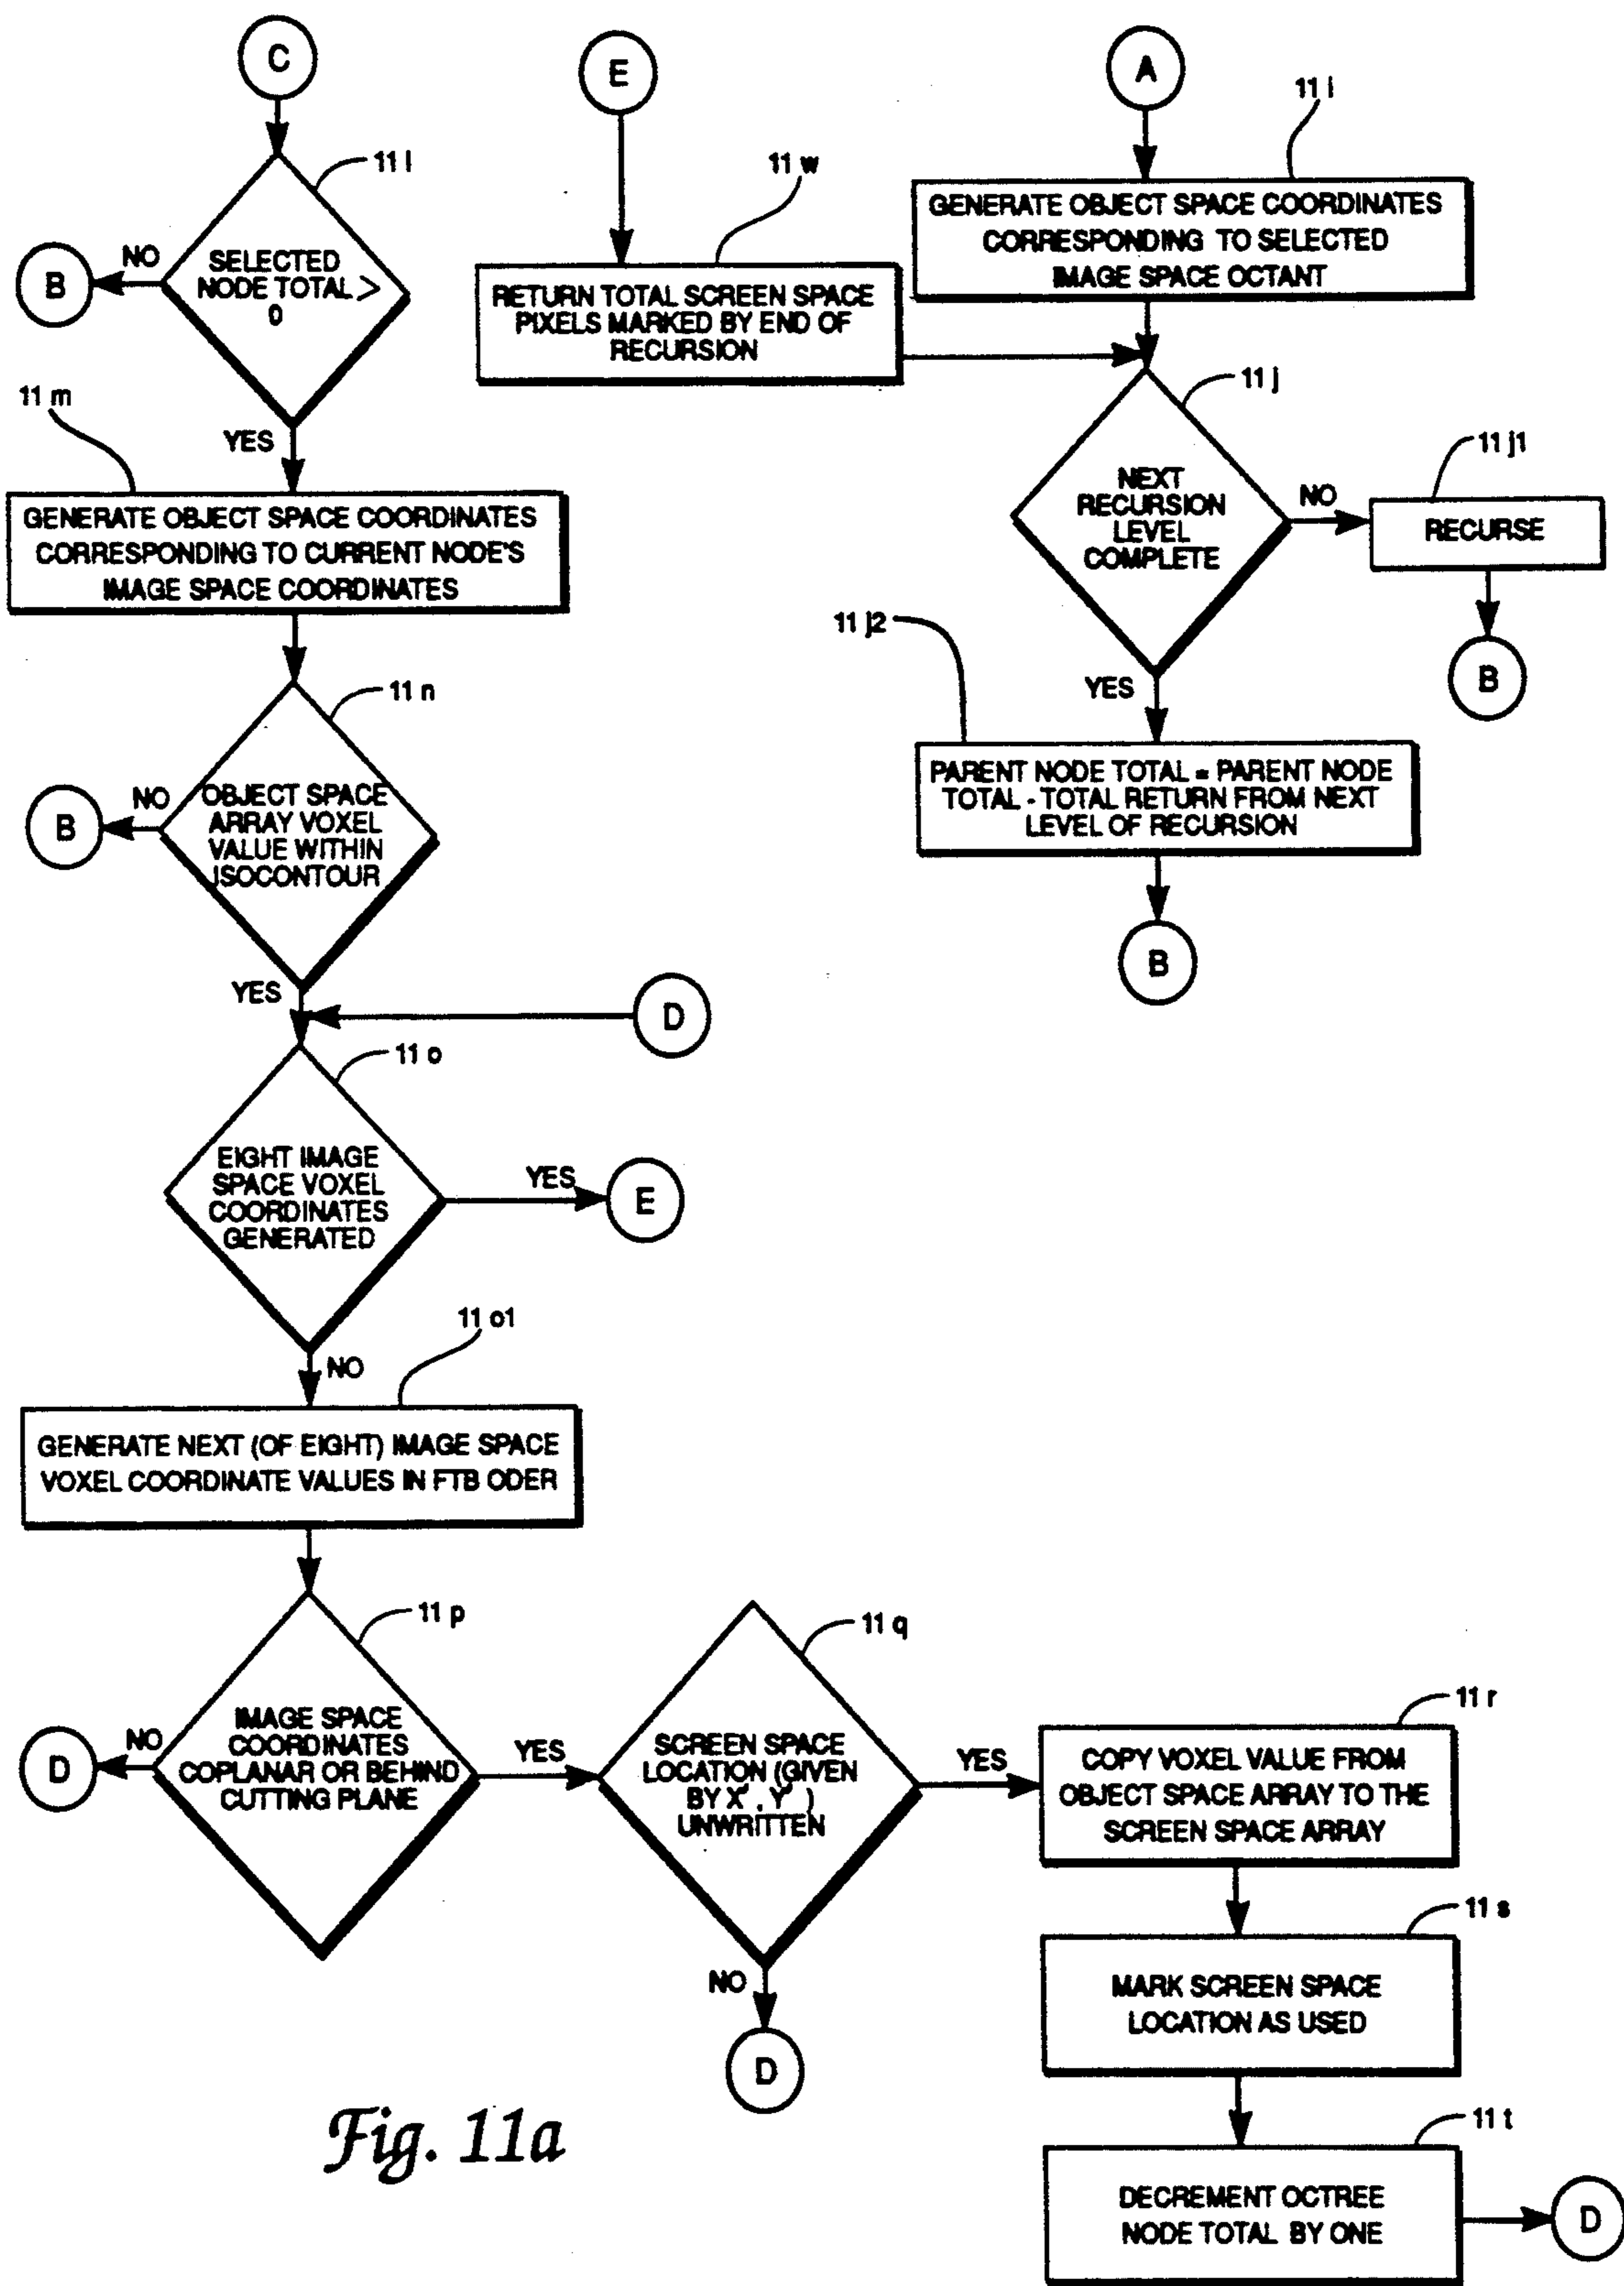 C
11 l
SELECTED
NODE TOTAL >
0
NO
B
YES
11 m
GENERATE OBJECT SPACE COORDINATES
CORRESPONDING TO CURRENT NODE'S
IMAGE SPACE COORDINATES
11 n
OBJECT SPACE
ARRAY VOXEL
VALUE WITHIN
ISOCONTOUR
NO
B
YES
D
11 o
EIGHT IMAGE
SPACE VOXEL
COORDINATES
GENERATED
YES
E
NO
11 o1
GENERATE NEXT (OF EIGHT) IMAGE SPACE
VOXEL COORDINATE VALUES IN FTB ODER
11 p
IMAGE SPACE
COORDINATES
COPLANAR OR BEHIND
CUTTING PLANE
NO
D
YES
11 q
SCREEN SPACE
LOCATION (GIVEN
BY X', Y' )
UNWRITTEN
NO
D
YES
11 r
COPY VOXEL VALUE FROM
OBJECT SPACE ARRAY TO THE
SCREEN SPACE ARRAY
11 s
MARK SCREEN SPACE
LOCATION AS USED
11 t
DECREMENT OCTREE
NODE TOTAL BY ONE
D
E
11 w
RETURN TOTAL SCREEN SPACE
PIXELS MARKED BY END OF
RECURSION
A
11 i
GENERATE OBJECT SPACE COORDINATES
CORRESPONDING TO SELECTED
IMAGE SPACE OCTANT
11 j
NEXT
RECURSION
LEVEL
COMPLETE
NO
11 j1
RECURSE
B
YES
11 j2
PARENT NODE TOTAL = PARENT NODE
TOTAL - TOTAL RETURN FROM NEXT
LEVEL OF RECURSION
B
Fig. 11a